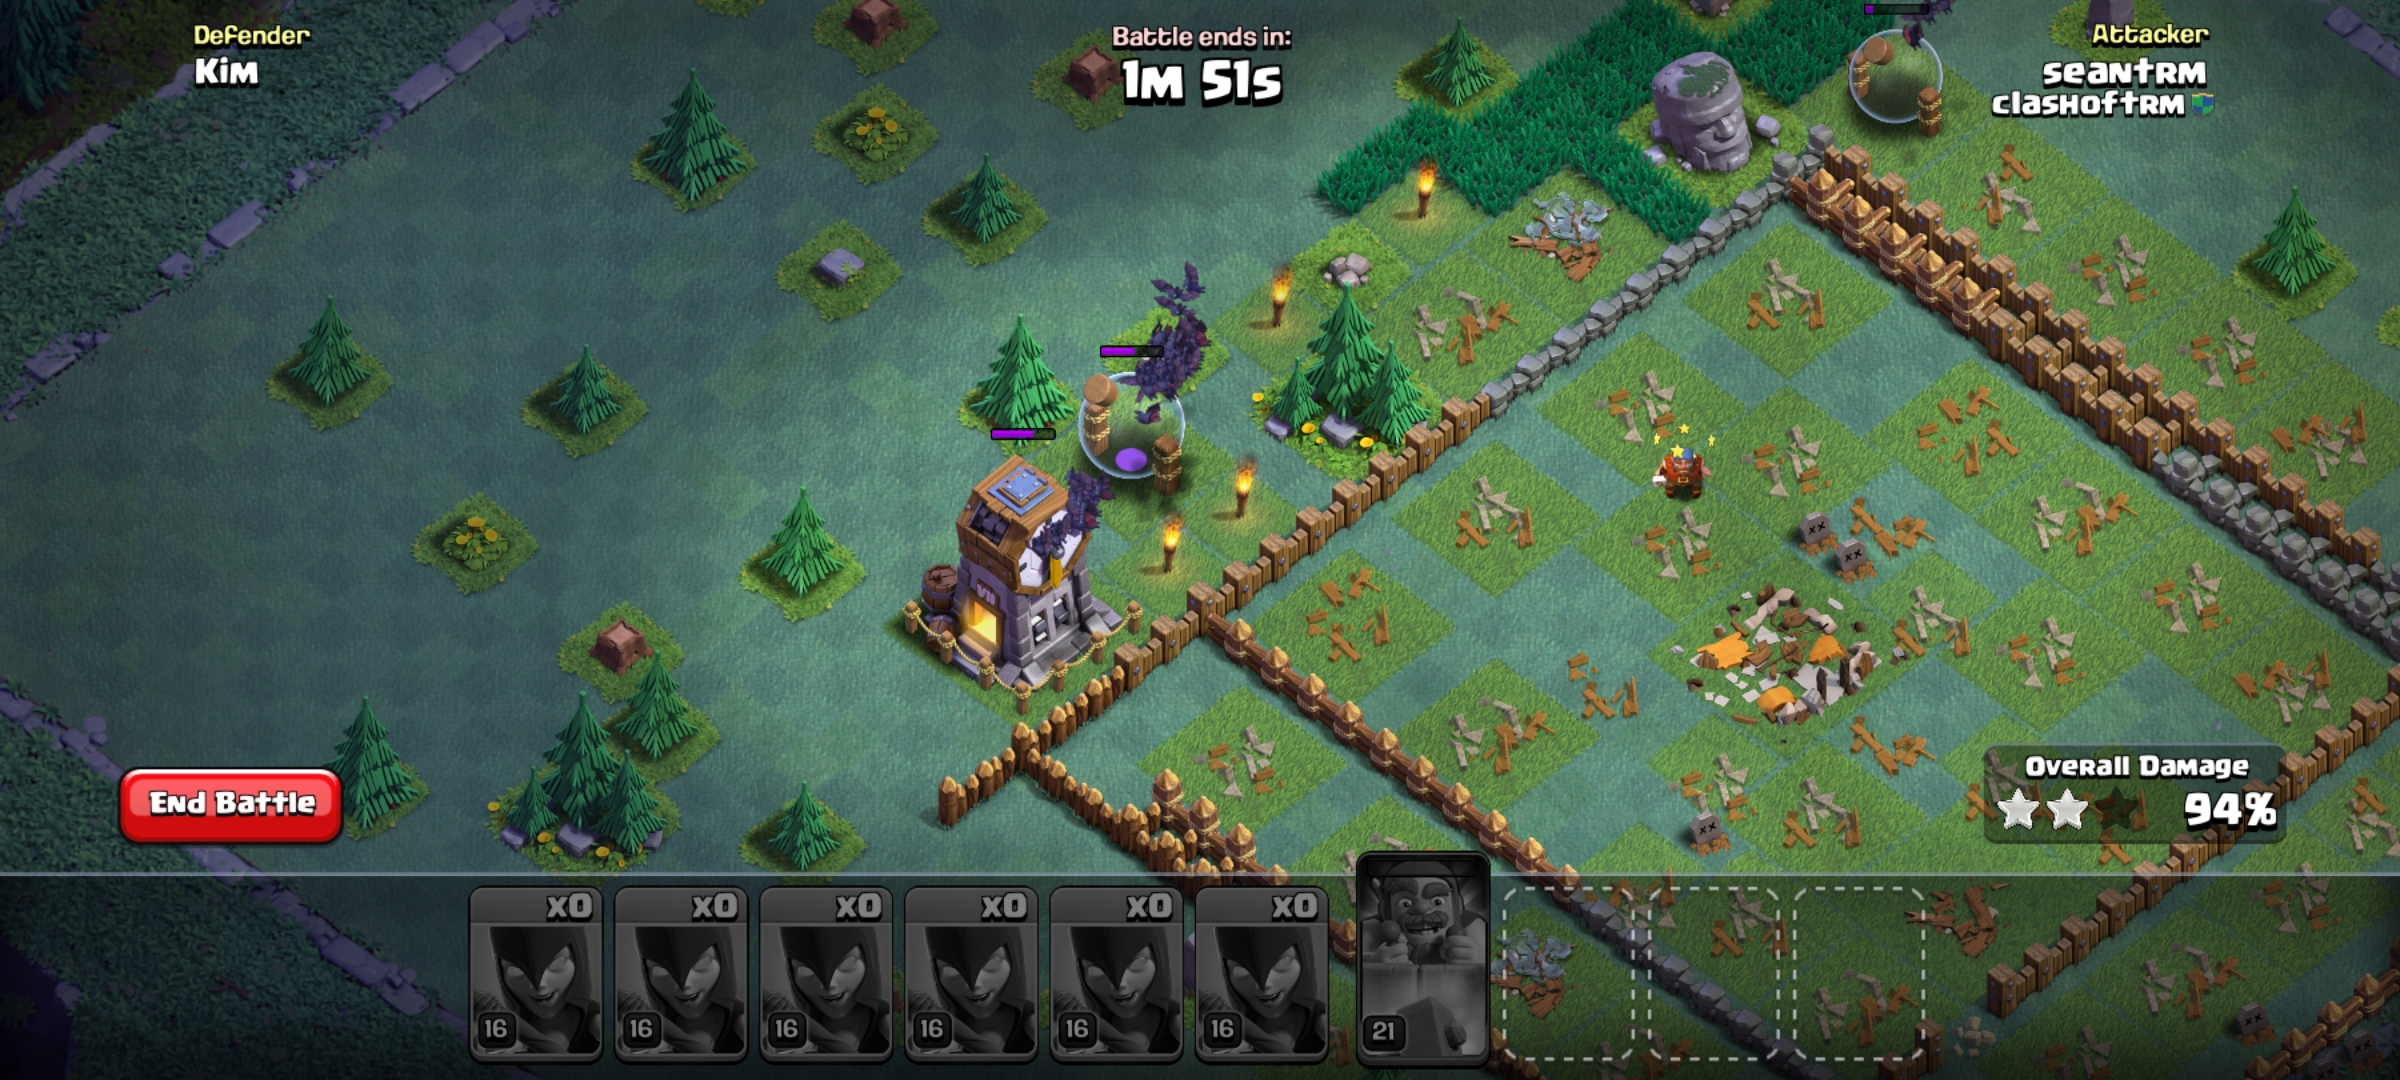 Defender
Kim
Battle ends in:
1M 51s
Attacker
seantrm
clashoftrm
VII
End Battle
Overall Damage
94%
x0 x0 x0 x0 x0 x0
16 16 16 16 16 16 21